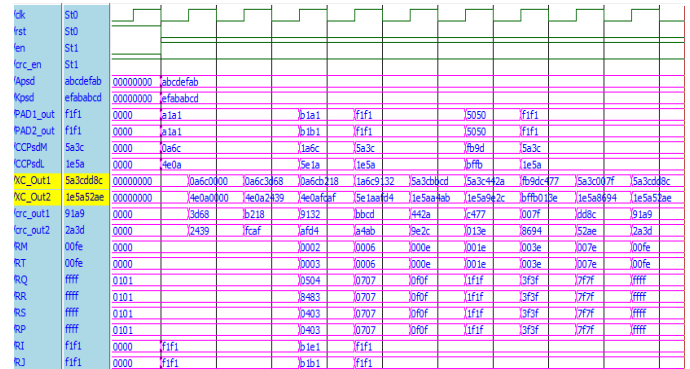 /clk St0
/rst St0
/en St1
/crc_en St1
/Apsd abcdefab 00000000 abcdefab
/Kpsd efababcd 00000000 efababcd
/PAD1_out f1f1 0000 a1a1 b1a1 f1f1 5050 f1f1
/PAD2_out f1f1 0000 a1a1 b1b1 f1f1 5050 f1f1
/CCPsdM 5a3c 0000 0a6c 1a6c 5a3c fb9d 5a3c
/CCPsdL 1e5a 0000 4e0a 5e1a 1e5a bffb 1e5a
/XC_Out1 5a3cdd8c 00000000 0a6c0000 0a6c3d68 0a6cb218 1a6c9132 5a3cbbcd 5a3c442a fb9dc477 5a3c007f 5a3cdd8c
/XC_Out2 1e5a52ae 00000000 4e0a0000 4e0a2439 4e0afcaf 5e1aafd4 1e5aa4ab 1e5a9e2c bffb013e 1e5a8694 1e5a52ae
/crc_out1 91a9 0000 3d68 b218 9132 bbcd 442a c477 007f dd8c 91a9
/crc_out2 2a3d 0000 2439 fcaf afd4 a4ab 9e2c 013e 8694 52ae 2a3d
/RM 00fe 0000 0002 0006 000e 001e 003e 007e 00fe
/RT 00fe 0000 0003 0006 000e 001e 003e 007e 00fe
/RQ ffff 0101 0504 0707 0f0f 1f1f 3f3f 7f7f ffff
/RR ffff 0101 8483 0707 0f0f 1f1f 3f3f 7f7f ffff
/RS ffff 0101 0403 0707 0f0f 1f1f 3f3f 7f7f ffff
/RP ffff 0101 0403 0707 0f0f 1f1f 3f3f 7f7f ffff
/RI f1f1 0000 f1f1 b1e1 f1f1
/RJ f1f1 0000 f1f1 b1b1 f1f1